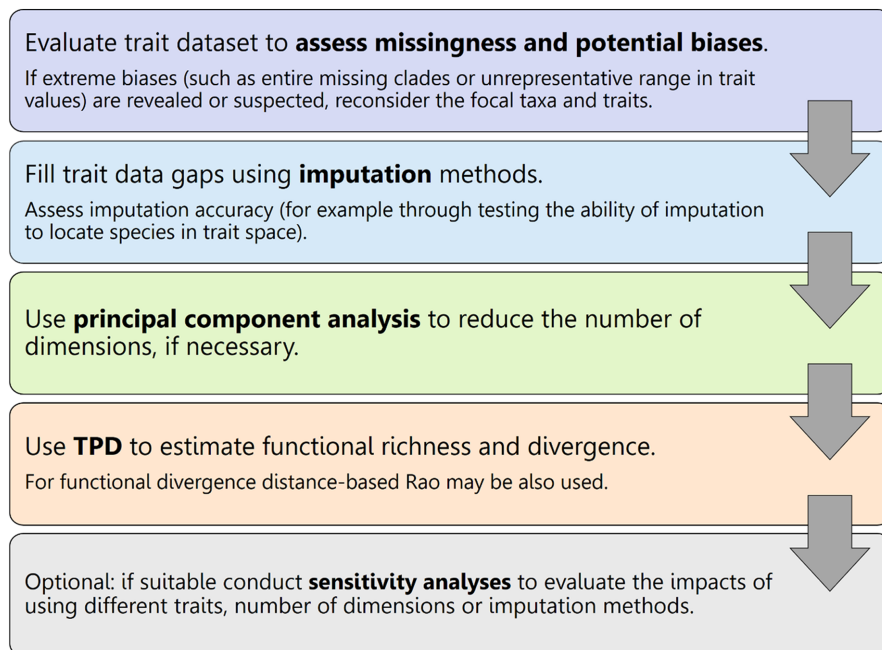 Evaluate trait dataset to assess missingness and potential biases.
If extreme biases (such as entire missing clades or unrepresentative range in trait
values) are revealed or suspected, reconsider the focal taxa and traits.
Fill trait data gaps using imputation methods.
Assess imputation accuracy (for example through testing the ability of imputation
to locate species in trait space).
Use principal component analysis to reduce the number of
dimensions, if necessary.
Use TPD to estimate functional richness and divergence.
For functional divergence distance-based Rao may be also used.
Optional: if suitable conduct sensitivity analyses to evaluate the impacts of
using different traits, number of dimensions or imputation methods.